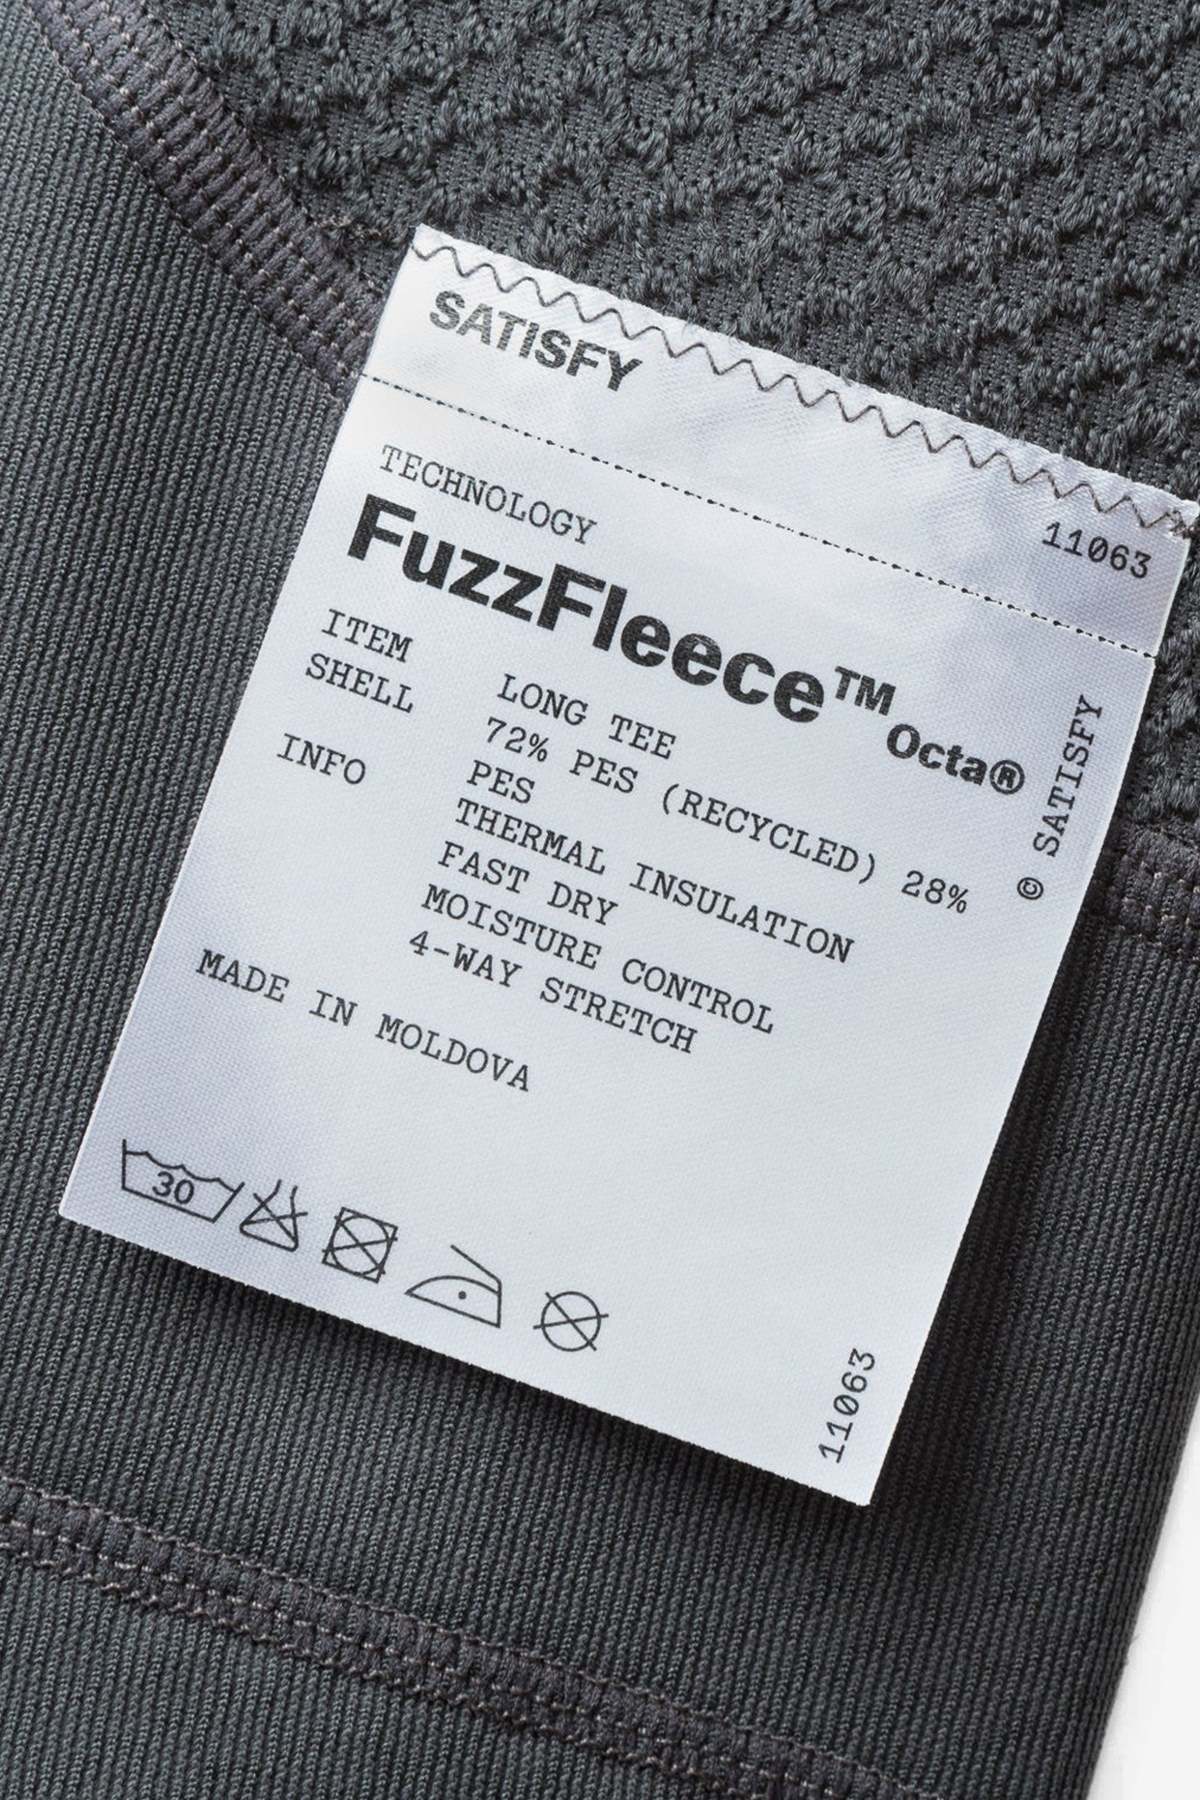 SATISFY
11063
TECHNOLOGY
FuzzFleece™ Octa®
ITEM LONG TEE
SHELL 72% PES (RECYCLED) 28%
PES
INFO THERMAL INSULATION
FAST DRY
MOISTURE CONTROL
4-WAY STRETCH
MADE IN MOLDOVA
© SATISFY
30
11063